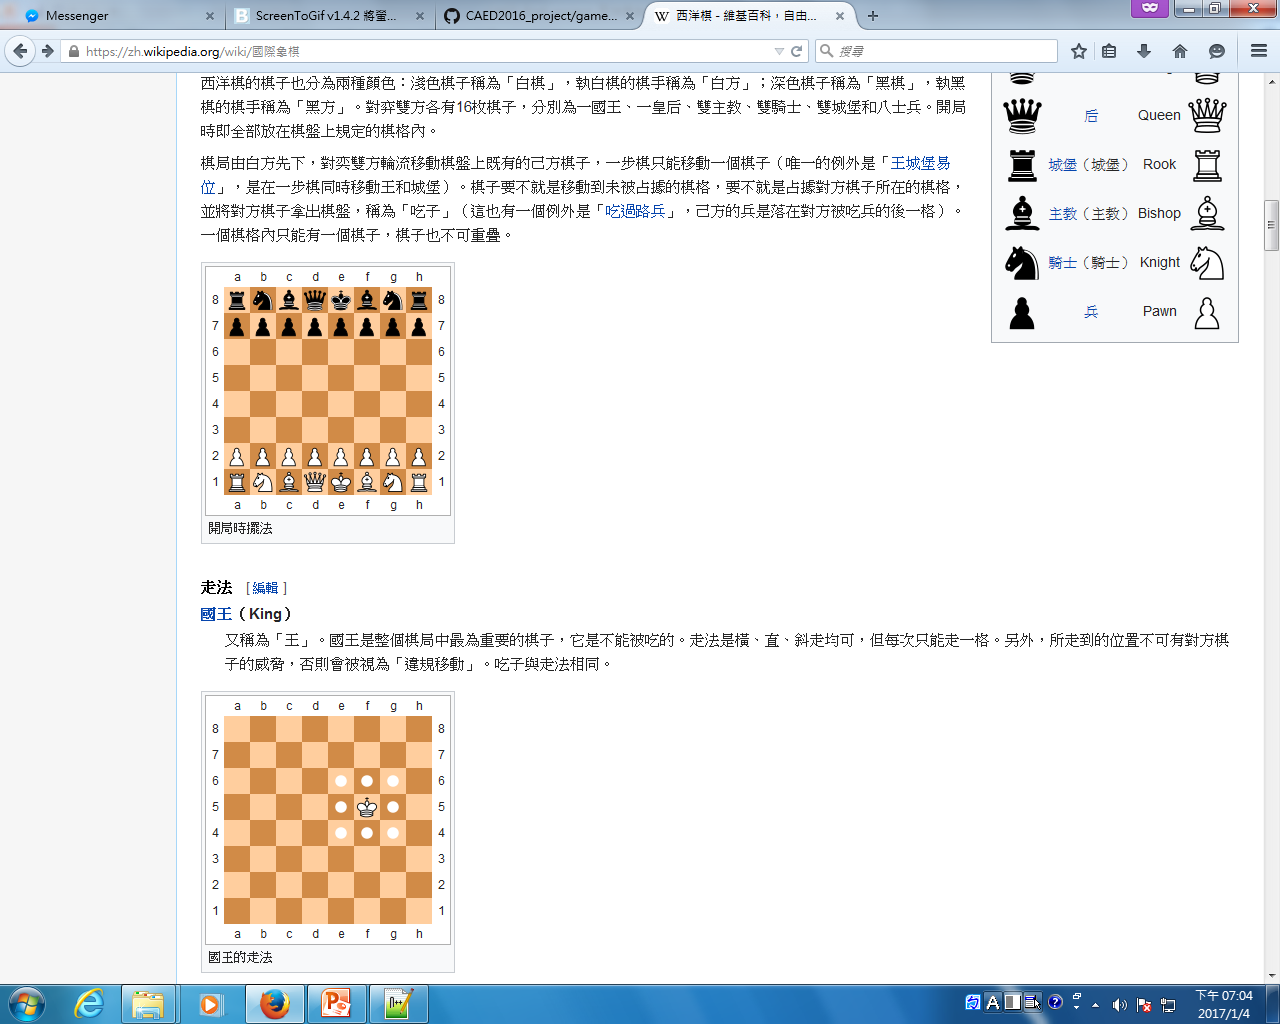 Messenger
ScreenToGif v1.4.2 將螢...
CAED2016_project/game...
西洋棋 - 維基百科，自由...
https://zh.wikipedia.org/wiki/國際象棋
搜尋
西洋棋的棋子也分為兩種顏色：淺色棋子稱為「白棋」，執白棋的棋手稱為「白方」；深色棋子稱為「黑棋」，執黑
棋的棋手稱為「黑方」。對弈雙方各有16枚棋子，分別為一國王、一皇后、雙主教、雙騎士、雙城堡和八士兵。開局
時即全部放在棋盤上規定的棋格內。
棋局由白方先下，對弈雙方輪流移動棋盤上既有的己方棋子，一步棋只能移動一個棋子（唯一的例外是「王城堡易
位」，是在一步棋同時移動王和城堡）。棋子要不就是移動到未被占據的棋格，要不就是占據對方棋子所在的棋格，
並將對方棋子拿出棋盤，稱為「吃子」（這也有一個例外是「吃過路兵」，己方的兵是落在對方被吃兵的後一格）。
一個棋格內只能有一個棋子，棋子也不可重疊。
后 Queen
城堡（城堡） Rook
主教（主教） Bishop
騎士（騎士） Knight
兵 Pawn
a b c d e f g h
8 8
7 7
6 6
5 5
4 4
3 3
2 2
1 1
a b c d e f g h
開局時擺法
走法 [編輯]
國王（King）
又稱為「王」。國王是整個棋局中最為重要的棋子，它是不能被吃的。走法是橫、直、斜走均可，但每次只能走一格。另外，所走到的位置不可有對方棋
子的威脅，否則會被視為「違規移動」。吃子與走法相同。
a b c d e f g h
8 8
7 7
6 6
5 5
4 4
3 3
2 2
1 1
a b c d e f g h
國王的走法
下午 07:04
2017/1/4